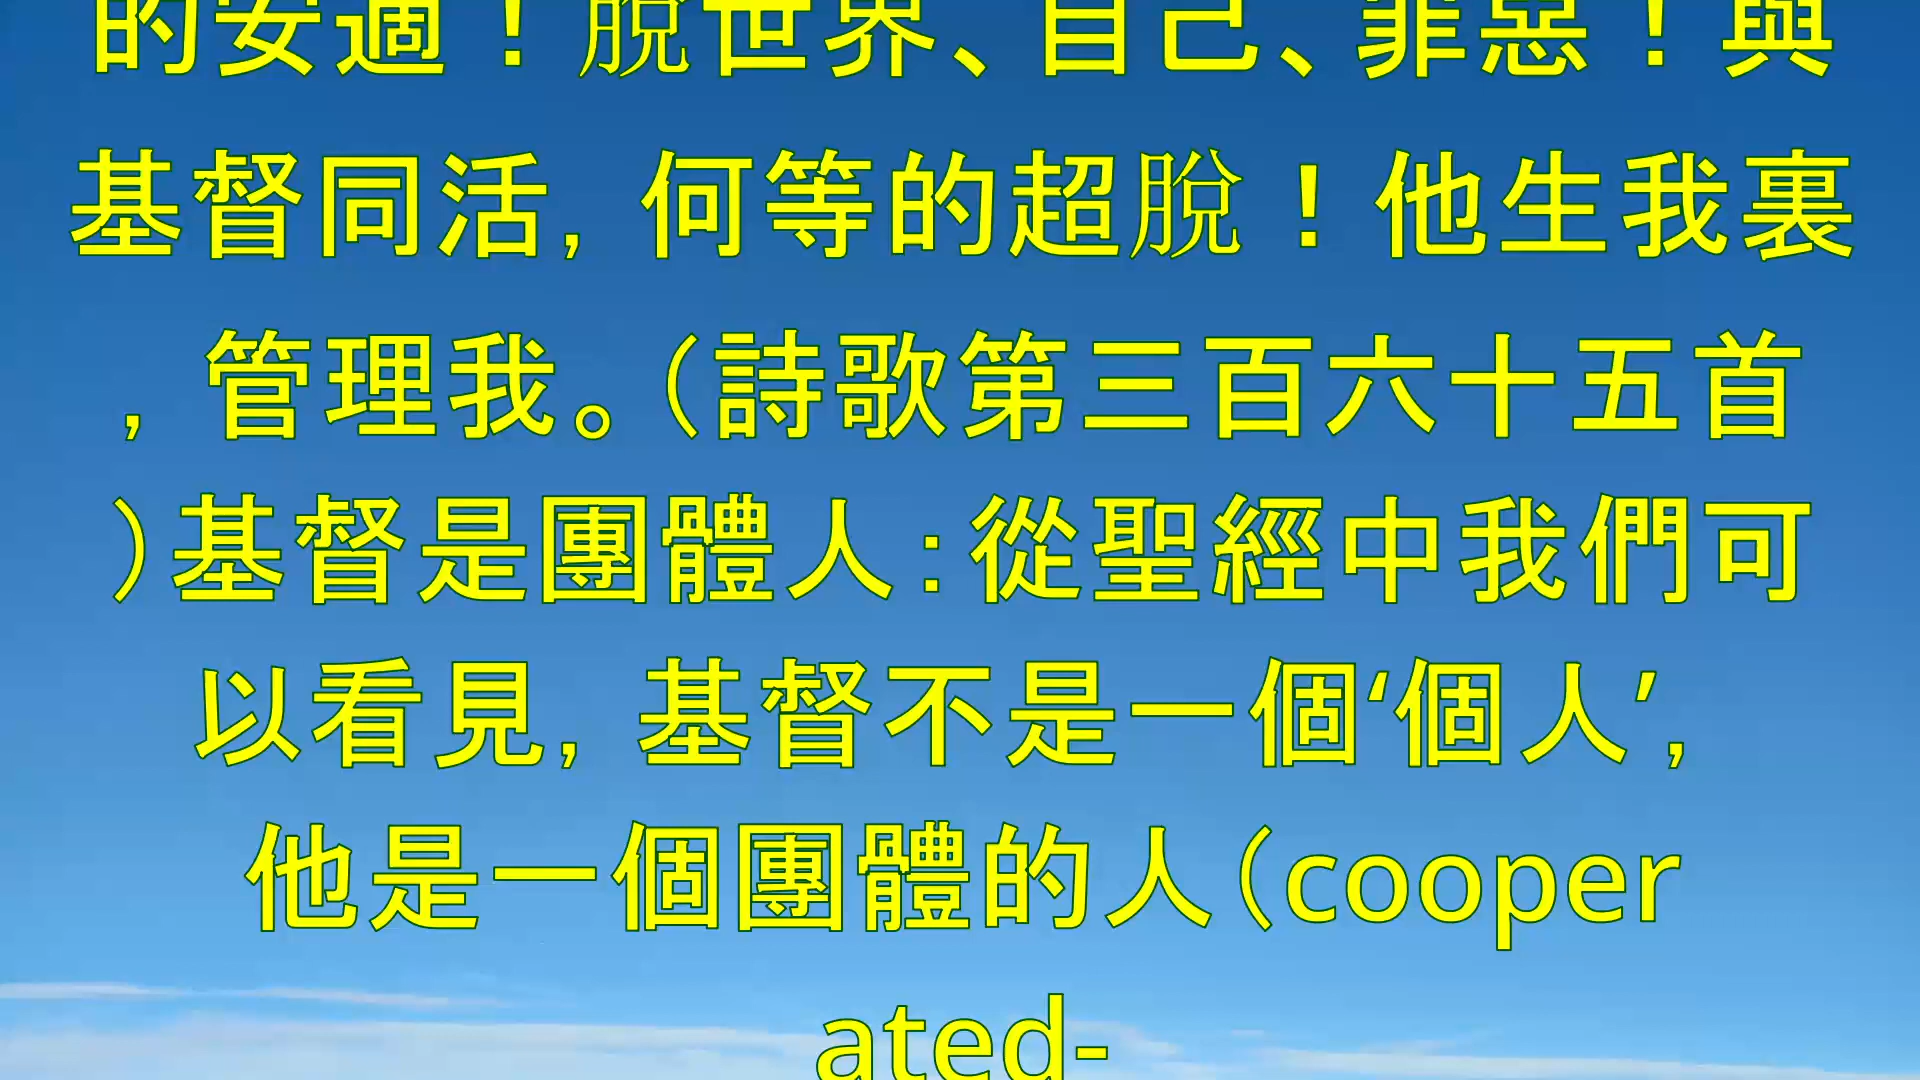 的安適！脫世界、自己、罪惡！與
基督同活，何等的超脫！他生我裏
，管理我。（詩歌第三百六十五首
）基督是團體人：從聖經中我們可
以看見，基督不是一個‘個人’，
他是一個團體的人（cooper
ated-